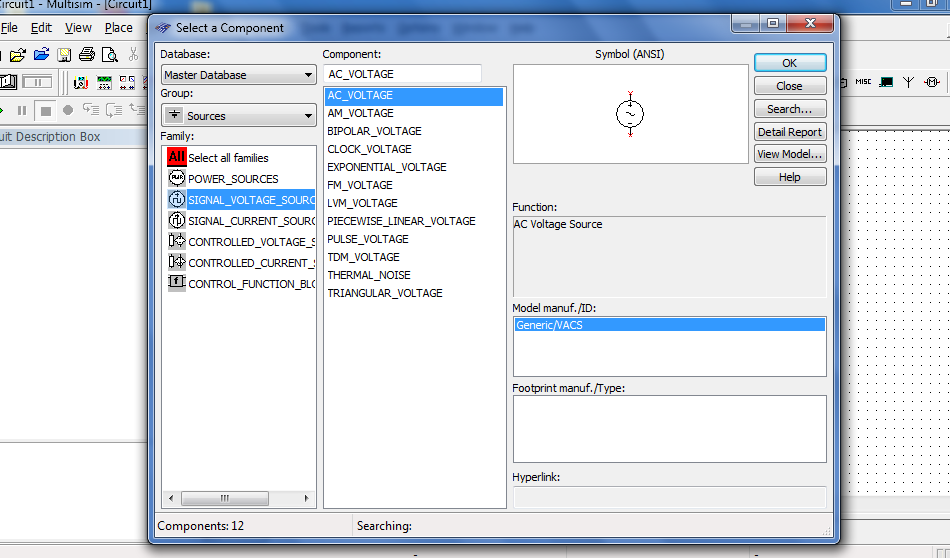 Circuit1 - Multisim - [Circuit1]
File Edit View Place
Select a Component
Database:
Master Database
Group:
Sources
Family:
All Select all families
POWER_SOURCES
SIGNAL_VOLTAGE_SOURC
SIGNAL_CURRENT_SOURC
CONTROLLED_VOLTAGE_S
CONTROLLED_CURRENT_S
CONTROL_FUNCTION_BLO
Component:
AC_VOLTAGE
AC_VOLTAGE
AM_VOLTAGE
BIPOLAR_VOLTAGE
CLOCK_VOLTAGE
EXPONENTIAL_VOLTAGE
FM_VOLTAGE
LVM_VOLTAGE
PIECEWISE_LINEAR_VOLTAGE
PULSE_VOLTAGE
TDM_VOLTAGE
THERMAL_NOISE
TRIANGULAR_VOLTAGE
Symbol (ANSI)
OK
Close
Search...
Detail Report
View Model...
Help
Function:
AC Voltage Source
Model manuf./ID:
Generic/VACS
Footprint manuf./Type:
Hyperlink:
Components: 12
Searching:
uit Description Box
MISC